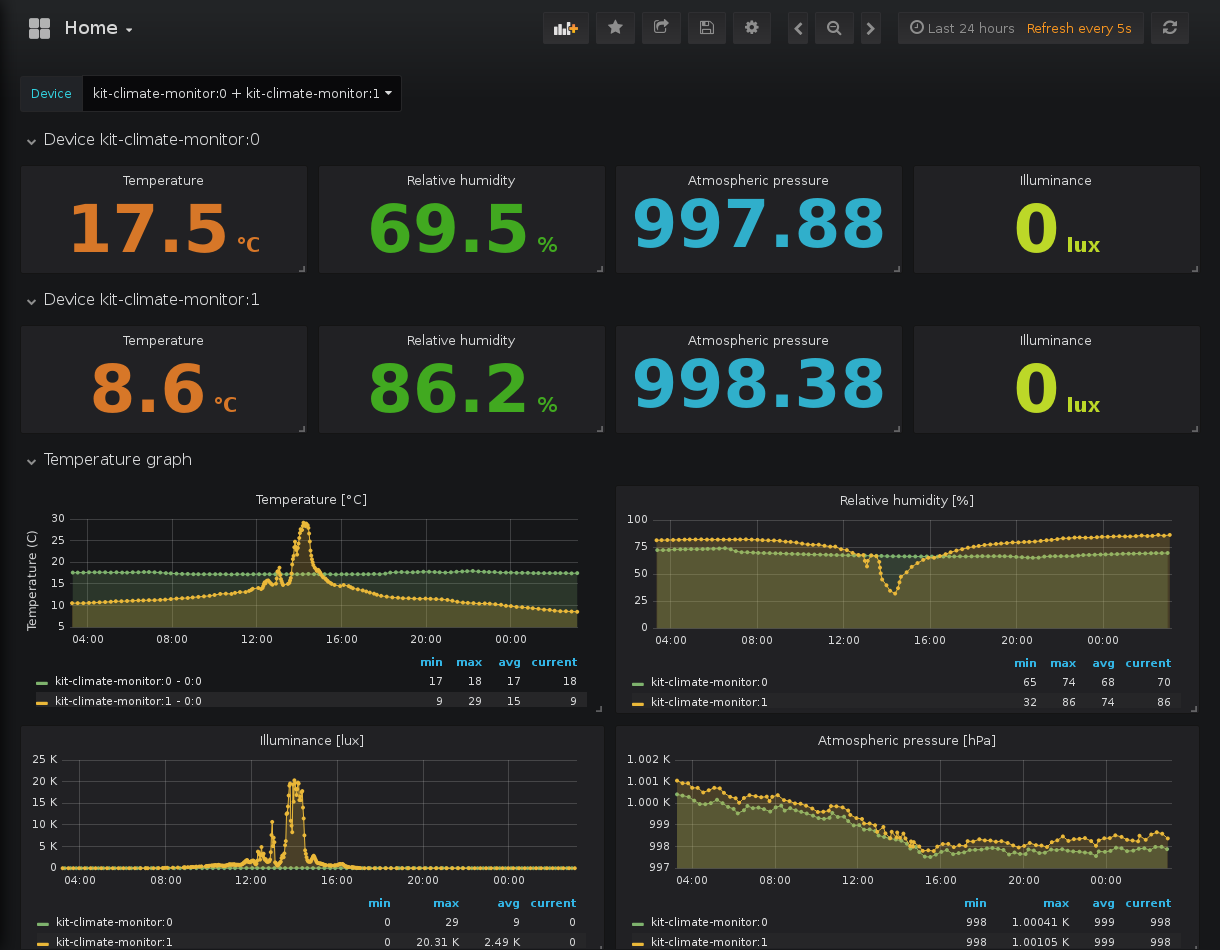 Home
Last 24 hours Refresh every 5s
Device kit-climate-monitor:0 + kit-climate-monitor:1
Device kit-climate-monitor:0
Temperature Relative humidity Atmospheric pressure Illuminance
17.5 °C 69.5 % 997.88 0 lux
Device kit-climate-monitor:1
Temperature Relative humidity Atmospheric pressure Illuminance
8.6 °C 86.2 % 998.38 0 lux
Temperature graph
Temperature [°C]
Temperature (C)
30
25
20
15
10
5
04:00 08:00 12:00 16:00 20:00 00:00
min max avg current
kit-climate-monitor:0 - 0:0 17 18 17 18
kit-climate-monitor:1 - 0:0 9 29 15 9
Relative humidity [%]
100
75
50
25
0
04:00 08:00 12:00 16:00 20:00 00:00
min max avg current
kit-climate-monitor:0 65 74 68 70
kit-climate-monitor:1 32 86 74 86
Illuminance [lux]
25 K
20 K
15 K
10 K
5 K
0
04:00 08:00 12:00 16:00 20:00 00:00
min max avg current
kit-climate-monitor:0 0 29 9 0
kit-climate-monitor:1 0 20.31 K 2.49 K 0
Atmospheric pressure [hPa]
1.002 K
1.001 K
1.000 K
999
998
997
04:00 08:00 12:00 16:00 20:00 00:00
min max avg current
kit-climate-monitor:0 998 1.00041 K 999 998
kit-climate-monitor:1 998 1.00105 K 999 998